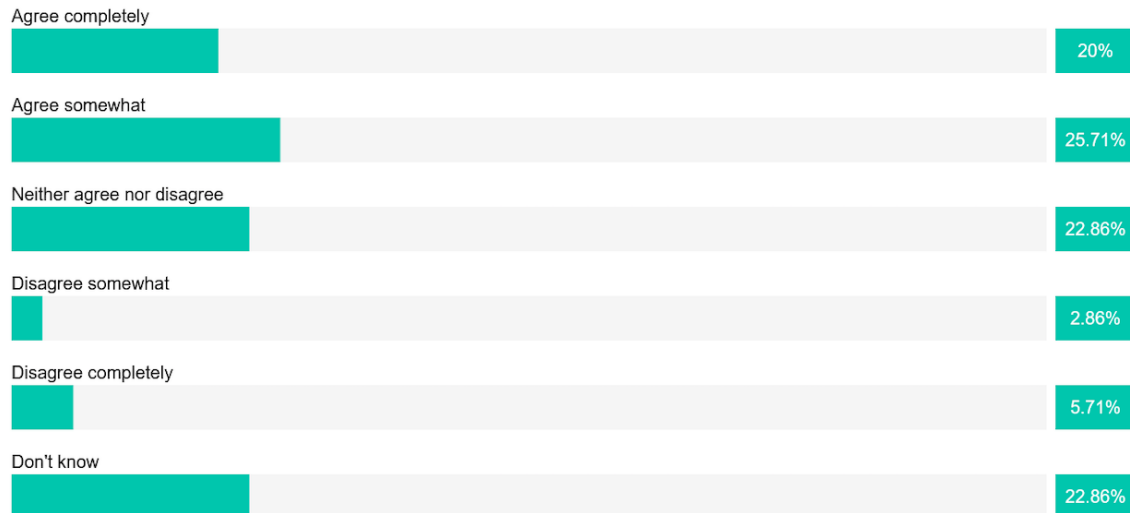 Agree completely
20%
Agree somewhat
25.71%
Neither agree nor disagree
22.86%
Disagree somewhat
2.86%
Disagree completely
5.71%
Don't know
22.86%